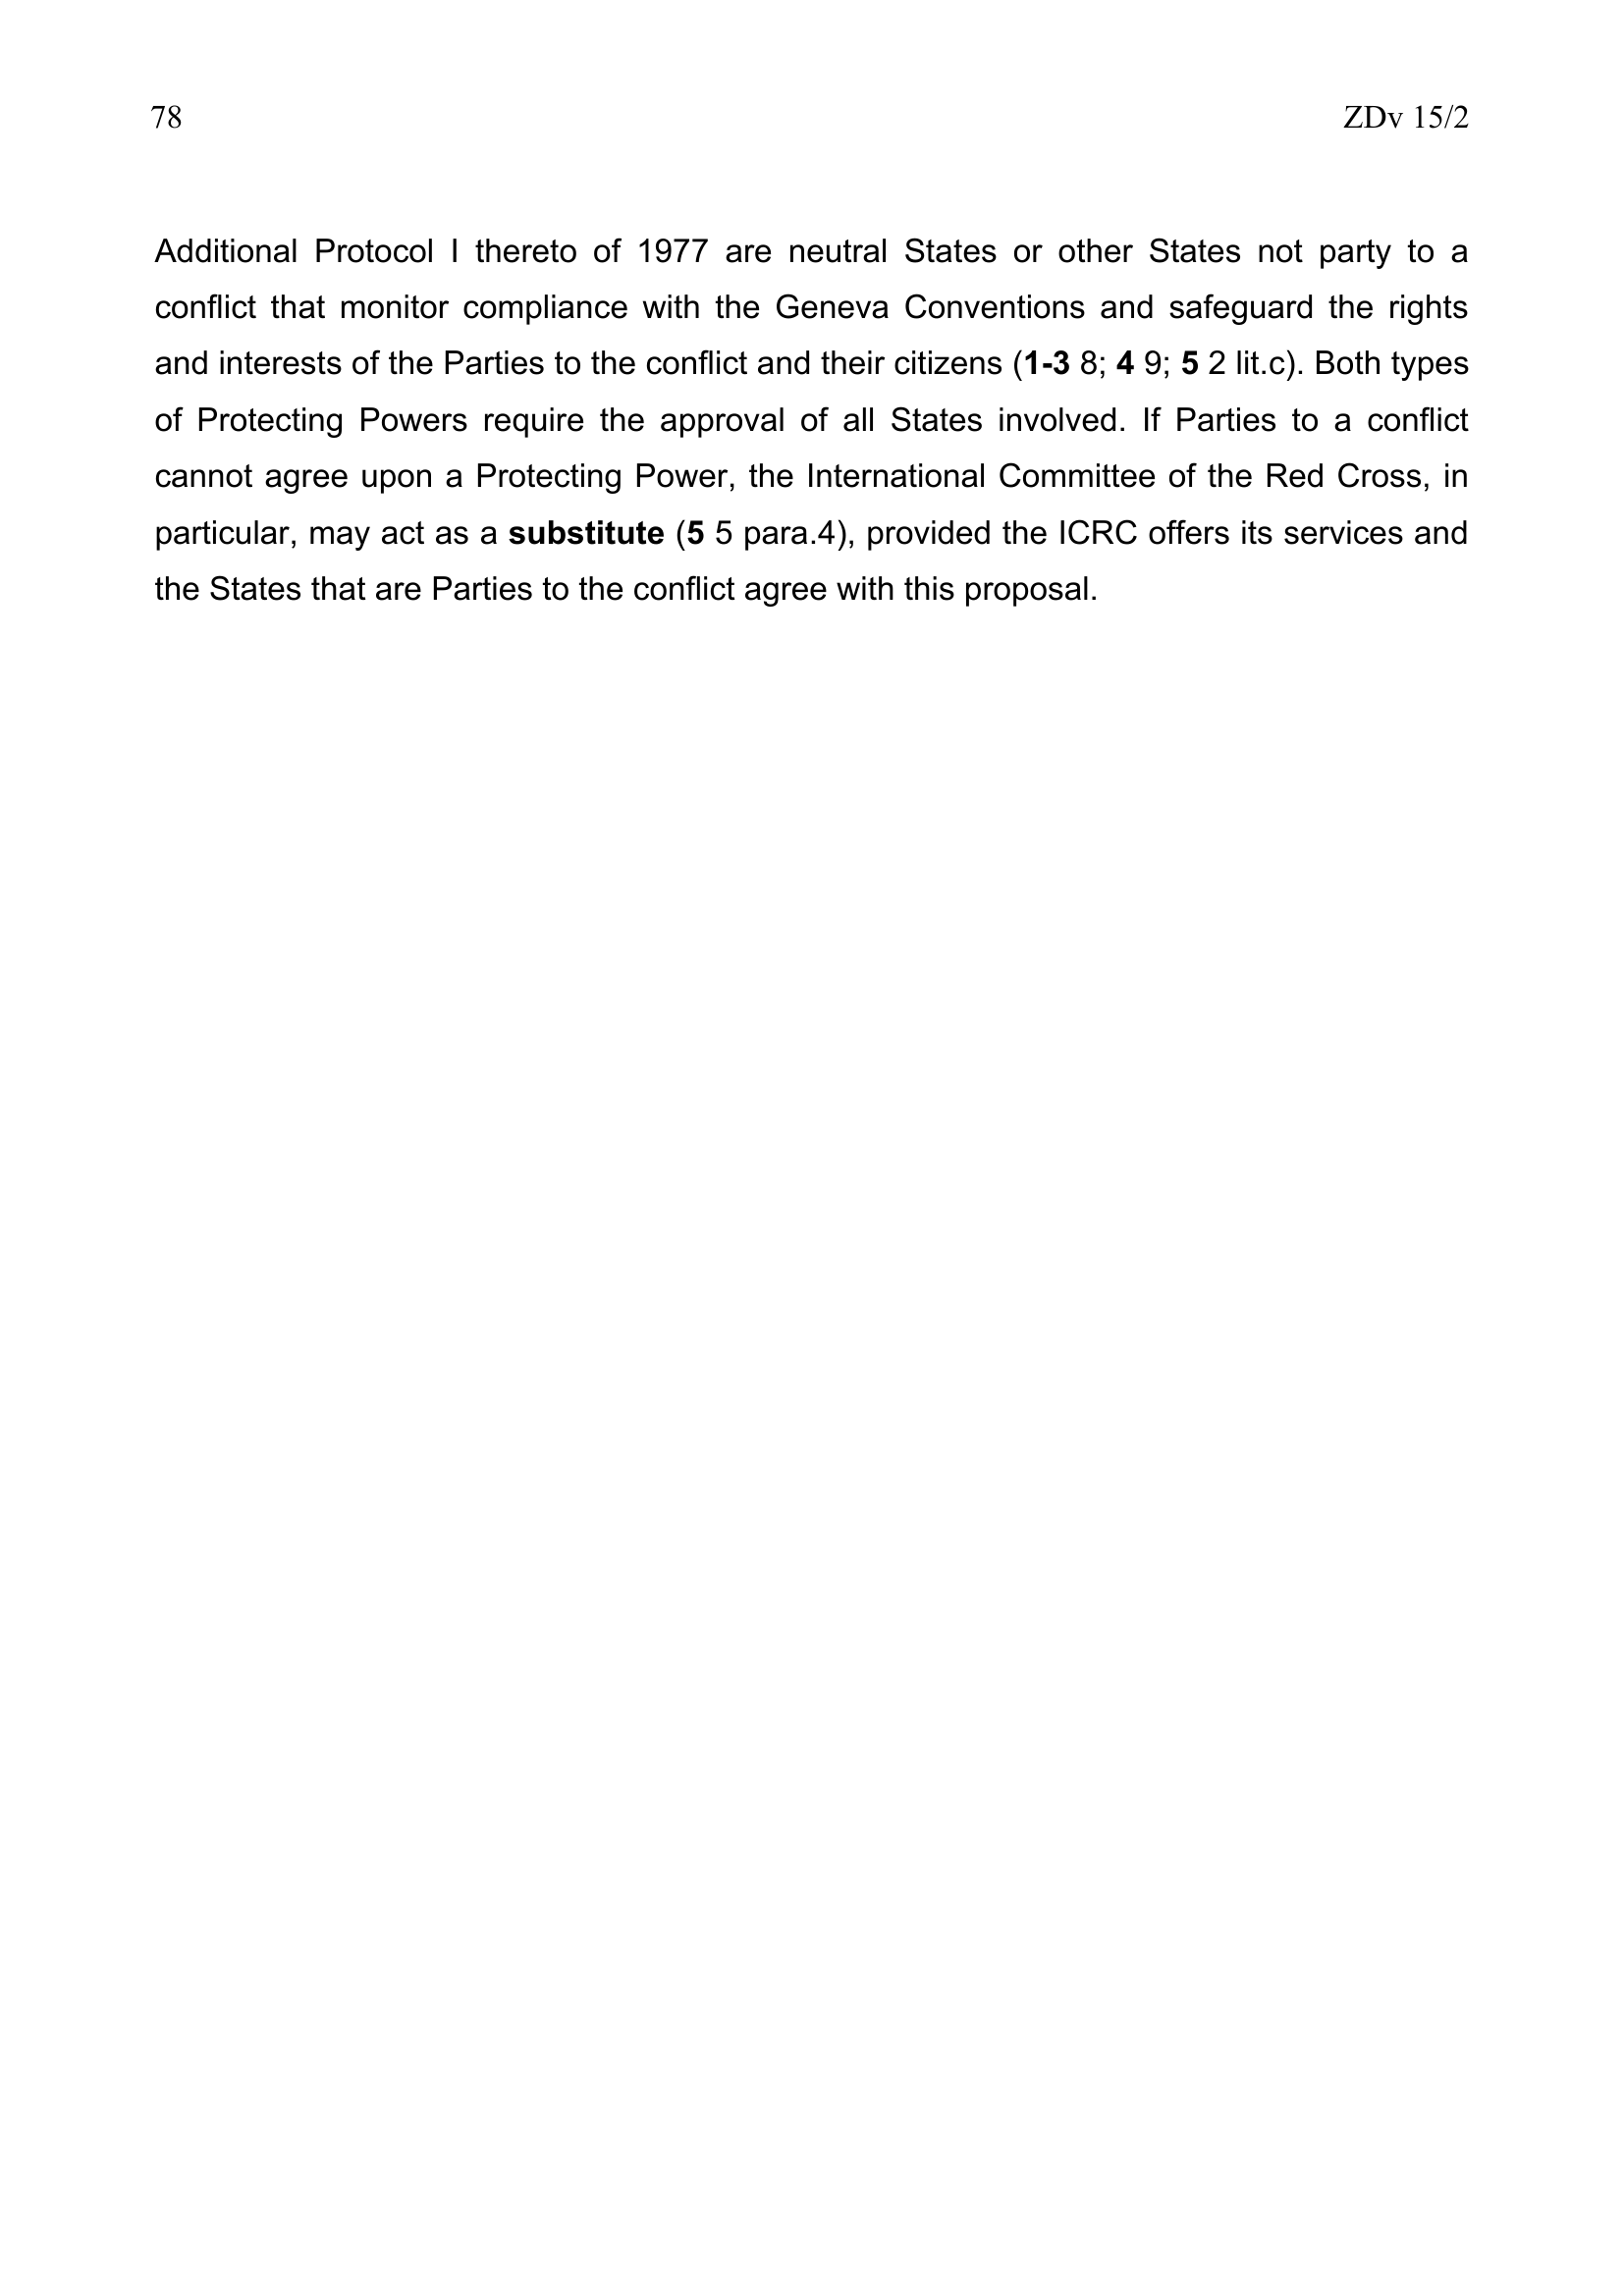 78 ZDv 15/2
Additional Protocol I thereto of 1977 are neutral States or other States not party to a
conflict that monitor compliance with the Geneva Conventions and safeguard the rights
and interests of the Parties to the conflict and their citizens (1-3 8; 4 9; 5 2 lit.c). Both types
of Protecting Powers require the approval of all States involved. If Parties to a conflict
cannot agree upon a Protecting Power, the International Committee of the Red Cross, in
particular, may act as a substitute (5 5 para.4), provided the ICRC offers its services and
the States that are Parties to the conflict agree with this proposal.